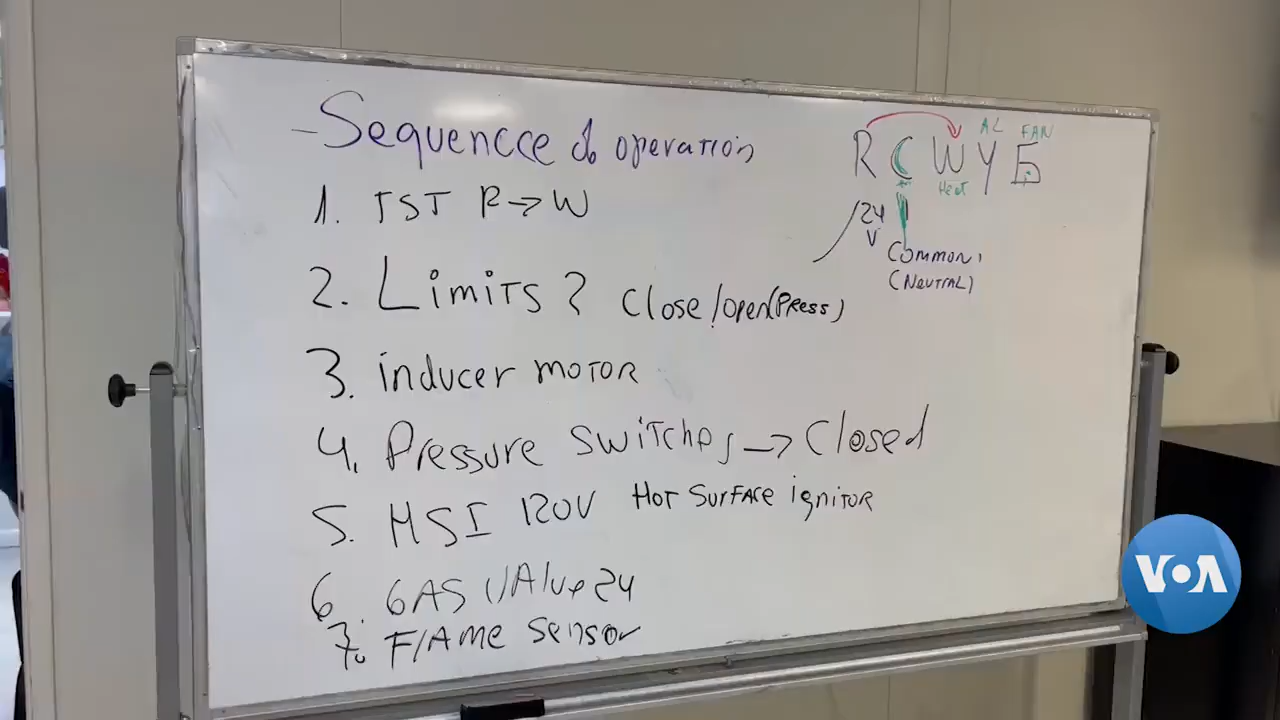 - Sequencce of operation
1. TST R → W
2. Limits ? Close/open(Press)
3. inducer motor
4. Pressure switches → Closed
5. HSI 120V Hot Surface ignitor
6. GAS VAlve 24
7. FlAme sensor
AC FAN
R C W Y G
Heat
24
V
Common
(Neutral)
VOA